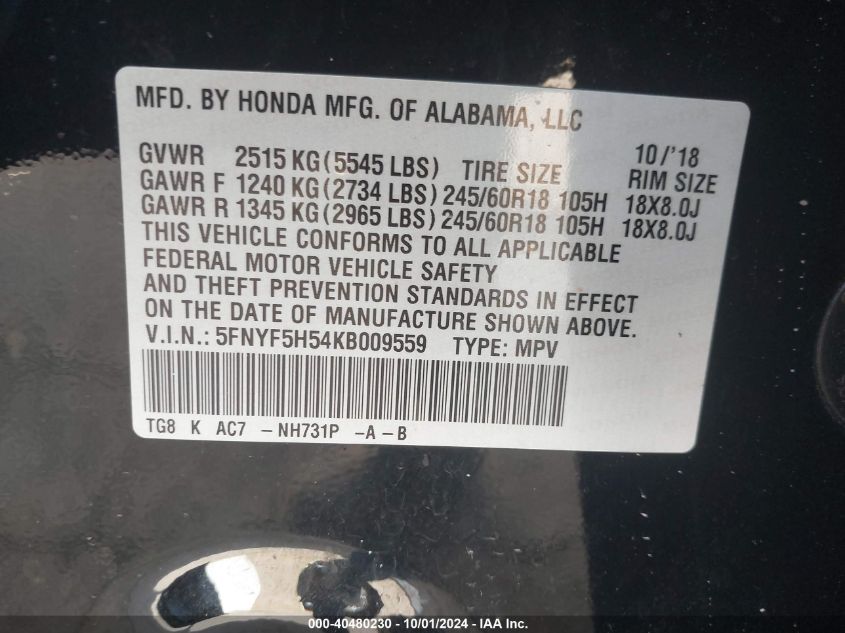 MFD. BY HONDA MFG. OF ALABAMA, LLC
GVWR 2515 KG (5545 LBS) TIRE SIZE 10/'18 RIM SIZE
GAWR F 1240 KG (2734 LBS) 245/60R18 105H 18X8.0J
GAWR R 1345 KG (2965 LBS) 245/60R18 105H 18X8.0J
THIS VEHICLE CONFORMS TO ALL APPLICABLE
FEDERAL MOTOR VEHICLE SAFETY
AND THEFT PREVENTION STANDARDS IN EFFECT
ON THE DATE OF MANUFACTURE SHOWN ABOVE.
V.I.N.: 5FNYF5H54KB009559 TYPE: MPV
TG8 K AC7 - NH731P - A - B
000-40480230 - 10/01/2024 - IAA Inc.